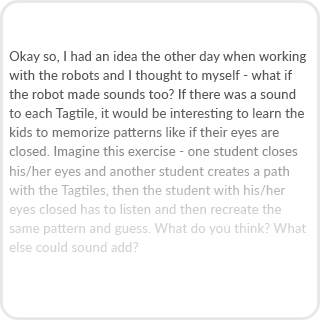 Okay so, I had an idea the other day when working
with the robots and I thought to myself - what if
the robot made sounds too? If there was a sound
to each Tagtile, it would be interesting to learn the
kids to memorize patterns like if their eyes are
closed. Imagine this exercise - one student closes
his/her eyes and another student creates a path
with the Tagtiles, then the student with his/her
eyes closed has to listen and then recreate the
same pattern and guess. What do you think? What
else could sound add?